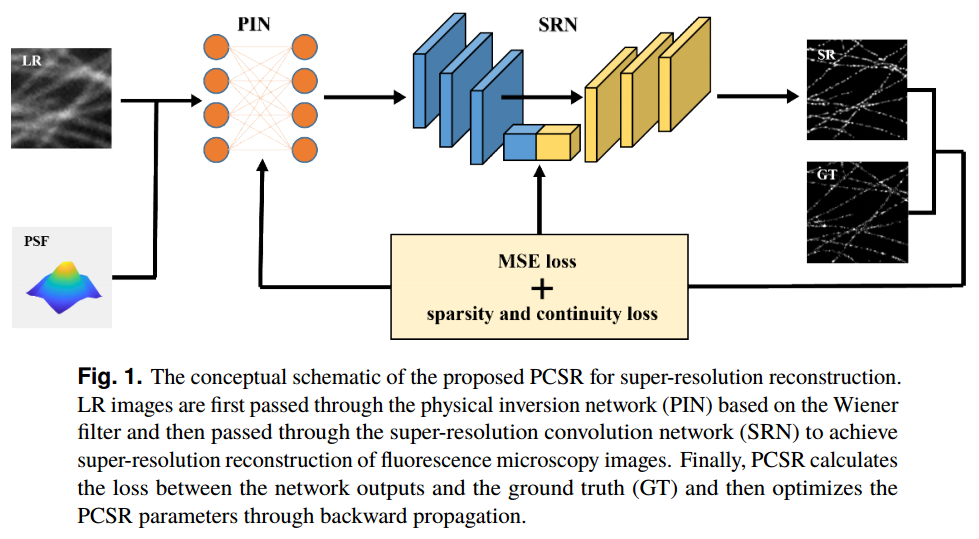 PIN
SRN
LR
SR
GT
PSF
MSE loss
+
sparsity and continuity loss
Fig. 1. The conceptual schematic of the proposed PCSR for super-resolution reconstruction.
LR images are first passed through the physical inversion network (PIN) based on the Wiener
filter and then passed through the super-resolution convolution network (SRN) to achieve
super-resolution reconstruction of fluorescence microscopy images. Finally, PCSR calculates
the loss between the network outputs and the ground truth (GT) and then optimizes the
PCSR parameters through backward propagation.